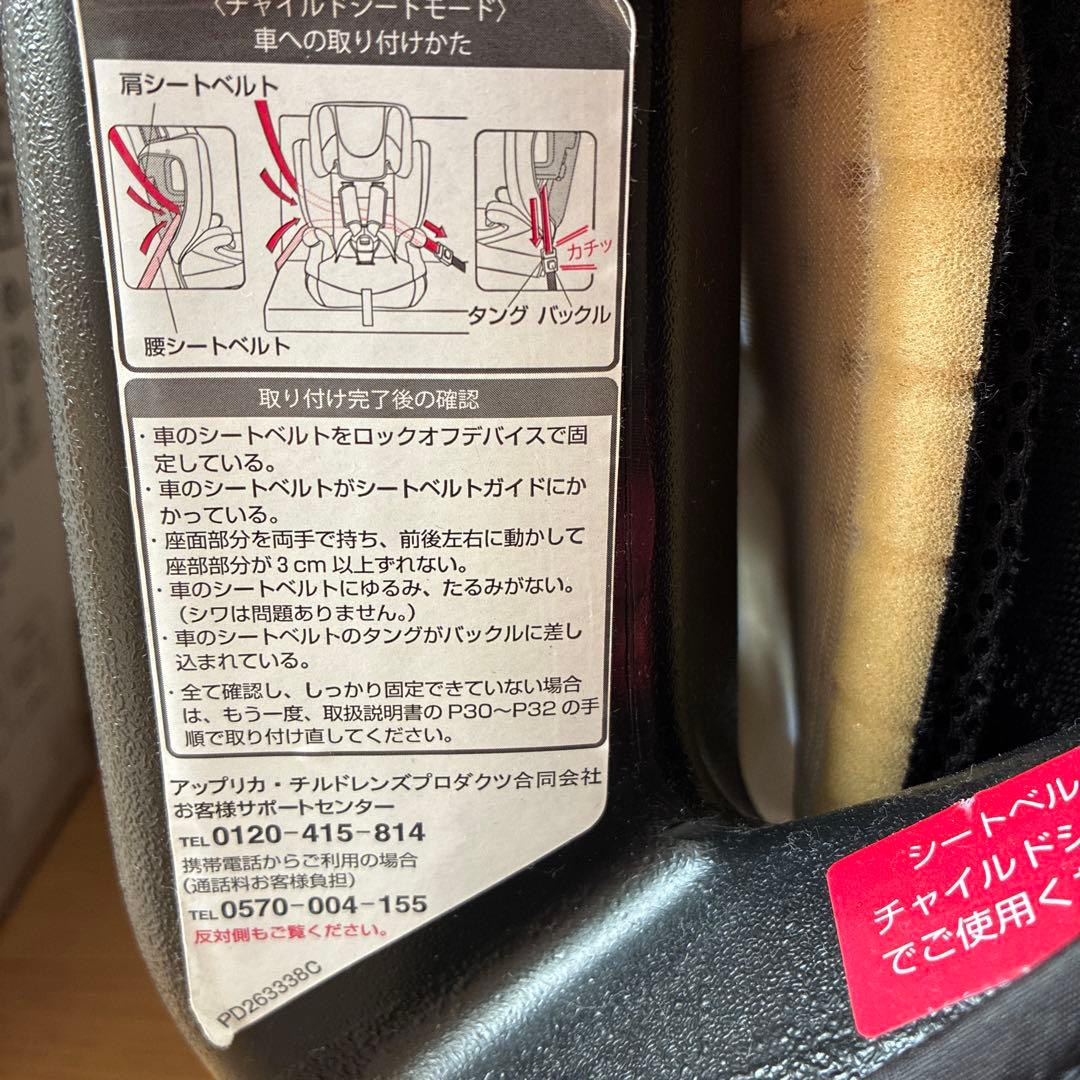 〈チャイルドシートモード〉
車への取り付けかた
肩シートベルト
カチッ
タング バックル
腰シートベルト
取り付け完了後の確認
・車のシートベルトをロックオフデバイスで固
定している。
・車のシートベルトがシートベルトガイドにか
かっている。
・座面部分を両手で持ち、前後左右に動かして
座部部分が3cm以上ずれない。
・車のシートベルトにゆるみ、たるみがない。
（シワは問題ありません。）
・車のシートベルトのタングがバックルに差し
込まれている。
・全て確認し、しっかり固定できていない場合
は、もう一度、取扱説明書のP30～P32の手
順で取り付け直してください。
アップリカ・チルドレンズプロダクツ合同会社
お客様サポートセンター
TEL 0120-415-814
携帯電話からご利用の場合
（通話料お客様負担）
TEL 0570-004-155
反対側もご覧ください。
PD263338C
シートベル
チャイルドシ
でご使用く